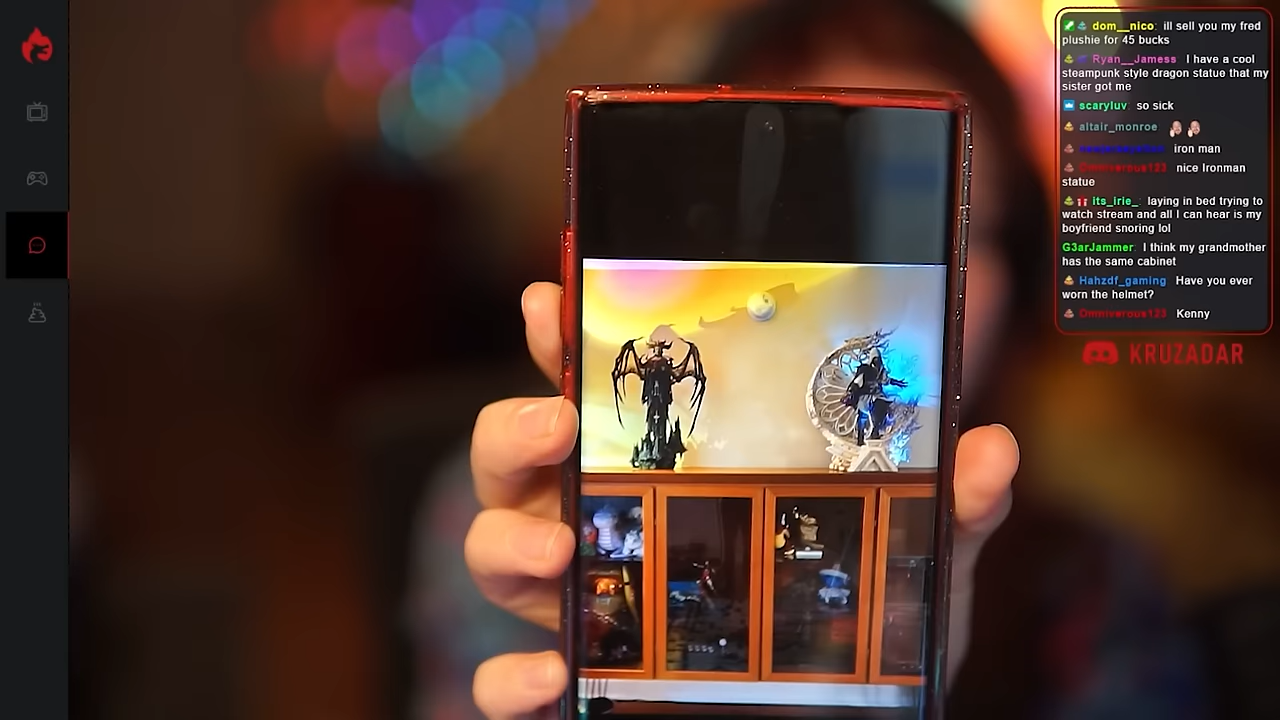 dom__nico: ill sell you my fred
plushie for 45 bucks
Ryan__Jamess I have a cool
steampunk style dragon statue that my
sister got me
scaryluv: so sick
altair_monroe
iron man
Omniverous123 nice Ironman
statue
its_irie_: laying in bed trying to
watch stream and all I can hear is my
boyfriend snoring lol
G3arJammer: I think my grandmother
has the same cabinet
Hahzdf_gaming Have you ever
worn the helmet?
Omniverous123 Kenny
KRUZADAR